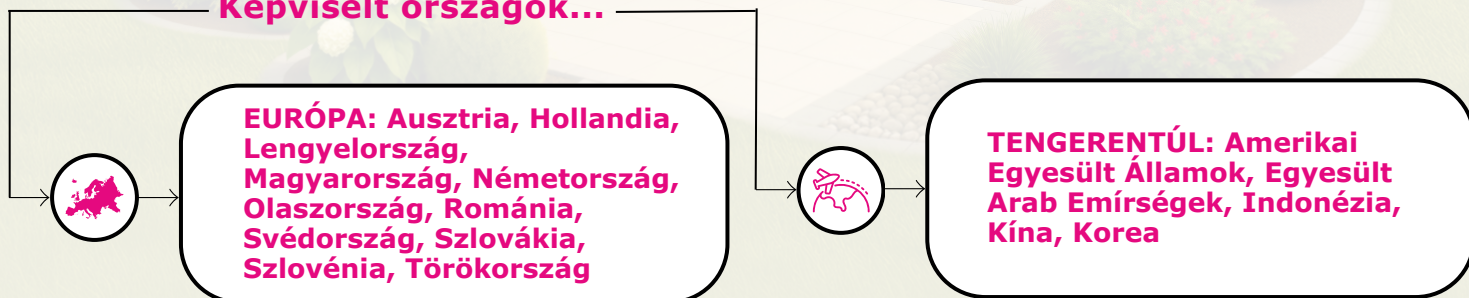 Képviselt országok...
EURÓPA: Ausztria, Hollandia,
Lengyelország,
Magyarország, Németország,
Olaszország, Románia,
Svédország, Szlovákia,
Szlovénia, Törökország
TENGERENTÚL: Amerikai
Egyesült Államok, Egyesült
Arab Emírségek, Indonézia,
Kína, Korea